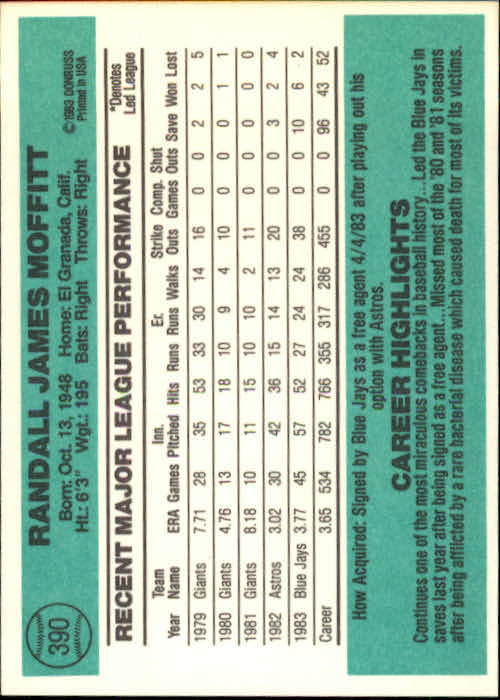 390
RANDALL JAMES MOFFITT
Born: Oct. 13, 1948 Home: El Granada, Calif.
Ht.: 6'3" Wgt.: 195 Bats: Right Throws: Right
©1983 DONRUSS
Printed in USA
RECENT MAJOR LEAGUE PERFORMANCE
*Denotes
Led League
Team Inn. Er. Strike Comp. Shut
Year Name ERA Games Pitched Hits Runs Runs Walks Outs Games Outs Save Won Lost
1979 Giants 7.71 28 35 53 33 30 14 16 0 0 2 2 5
1980 Giants 4.76 13 17 18 10 9 4 10 0 0 0 1 1
1981 Giants 8.18 10 11 15 10 10 2 11 0 0 0 0 0
1982 Astros 3.02 30 42 36 15 14 13 20 0 0 3 2 4
1983 Blue Jays 3.77 45 57 52 27 24 24 38 0 0 10 6 2
Career 3.65 534 782 766 355 317 286 455 0 0 96 43 52
How Acquired: Signed by Blue Jays as a free agent 4/4/83 after playing out his
option with Astros.
CAREER HIGHLIGHTS
Continues one of the most miraculous comebacks in baseball history...Led the Blue Jays in
saves last year after being signed as a free agent...Missed most of the '80 and '81 seasons
after being afflicted by a rare bacterial disease which caused death for most of its victims.